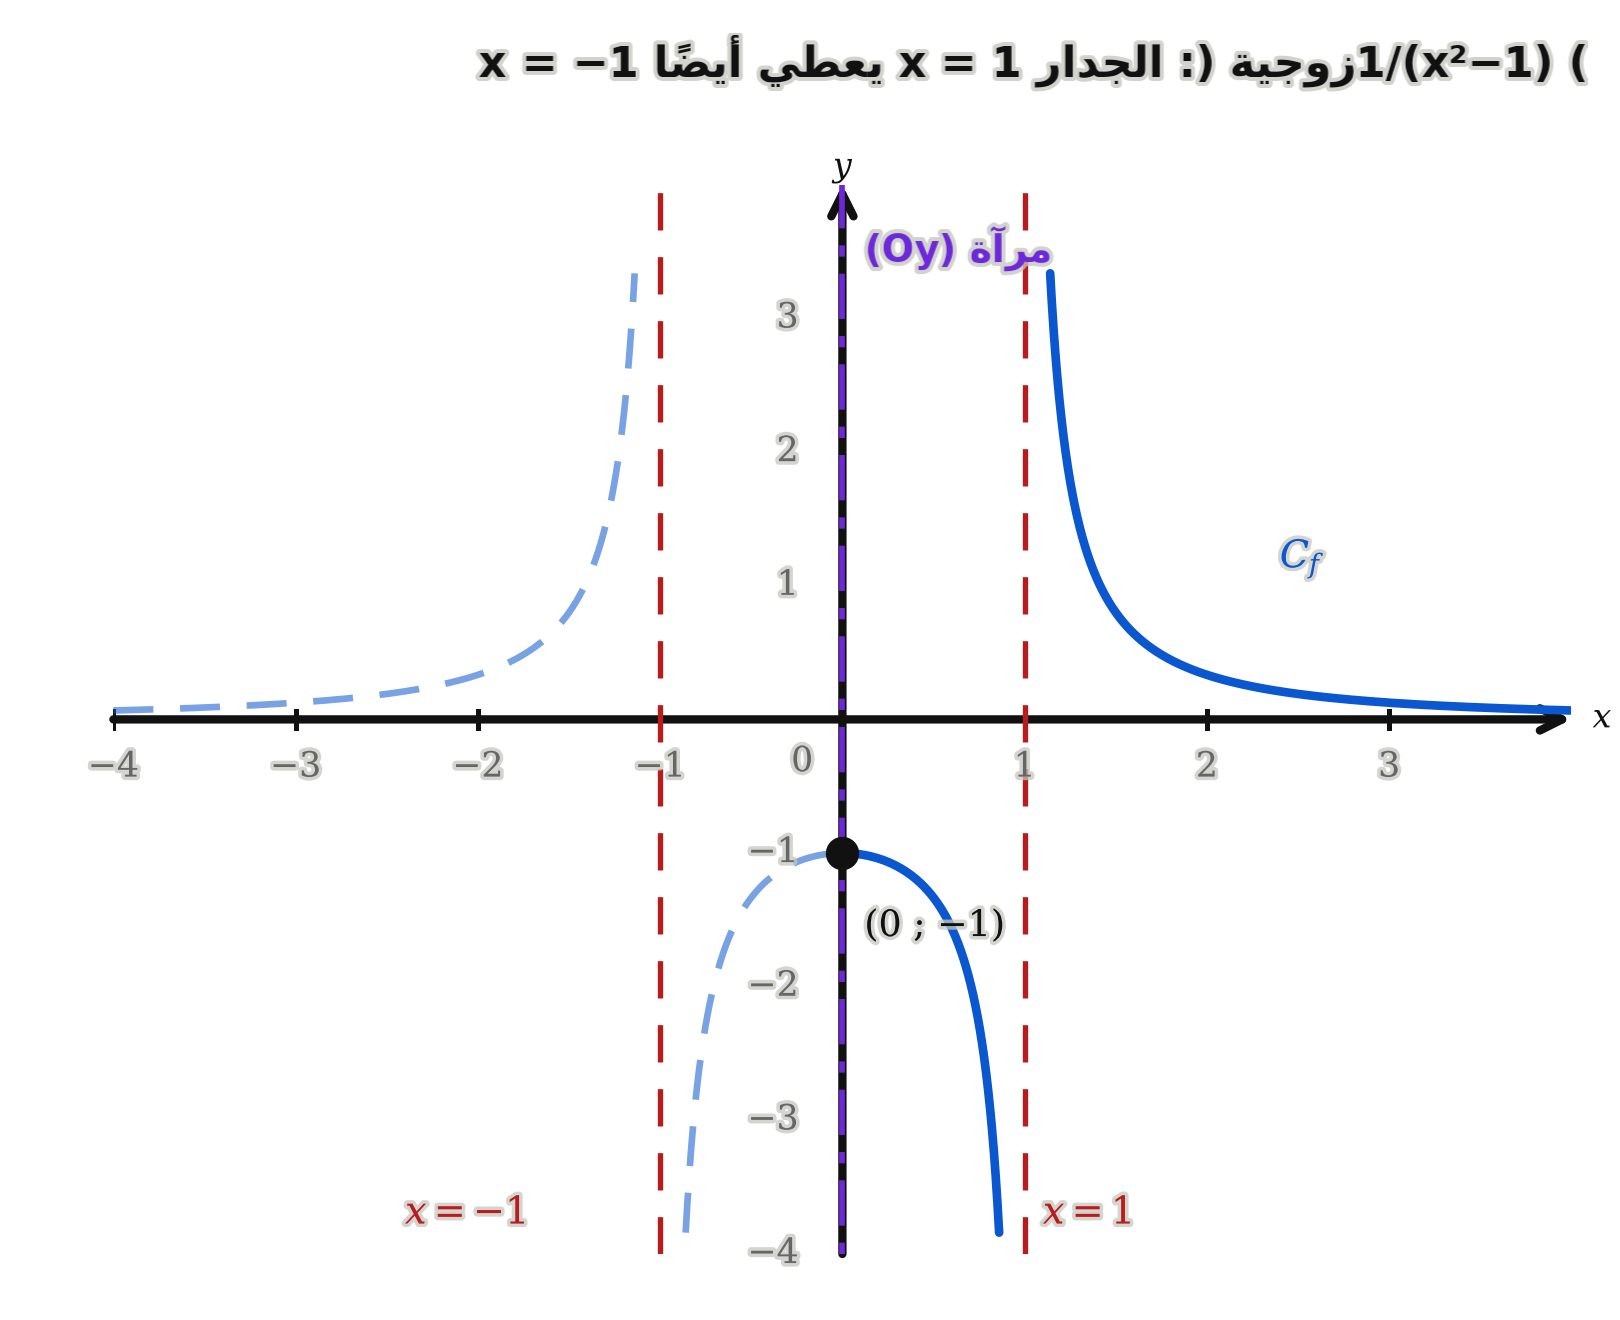 ) 1/(x²−1)زوجية (: الجدار x = 1 يعطي أيضًا x = −1
y
مرآة (Oy)
3
2
1
C_f
x
−4 −3 −2 −1 0 1 2 3
−1
(0 ; −1)
−2
−3
x = −1
x = 1
−4